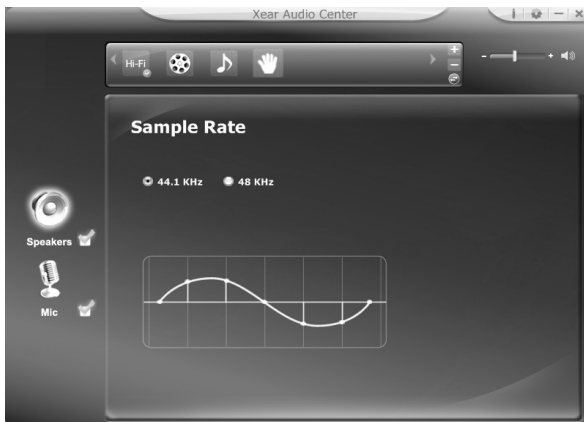 Xear Audio Center
Hi-Fi
Sample Rate
44.1 KHz 48 KHz
Speakers
Mic